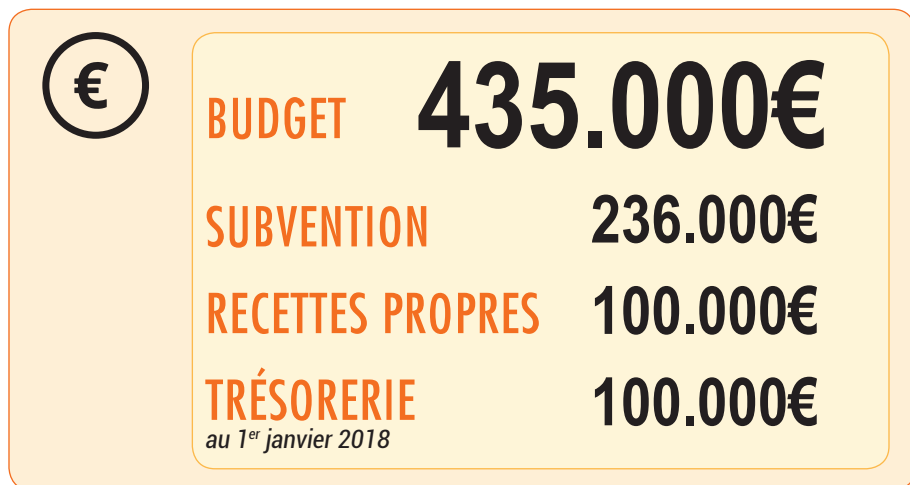 €
BUDGET 435.000€
SUBVENTION 236.000€
RECETTES PROPRES 100.000€
TRÉSORERIE 100.000€
au 1er janvier 2018